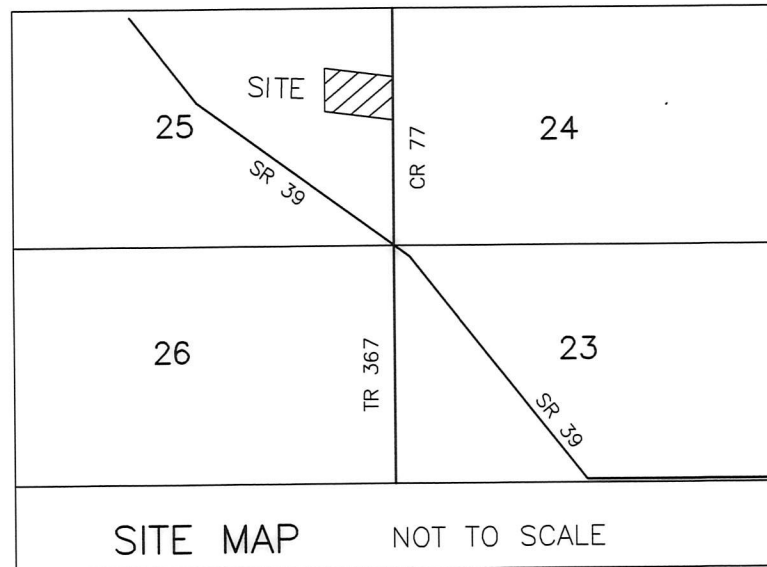 SITE
25
24
CR 77
SR 39
26
TR 367
23
SR 39
SITE MAP NOT TO SCALE